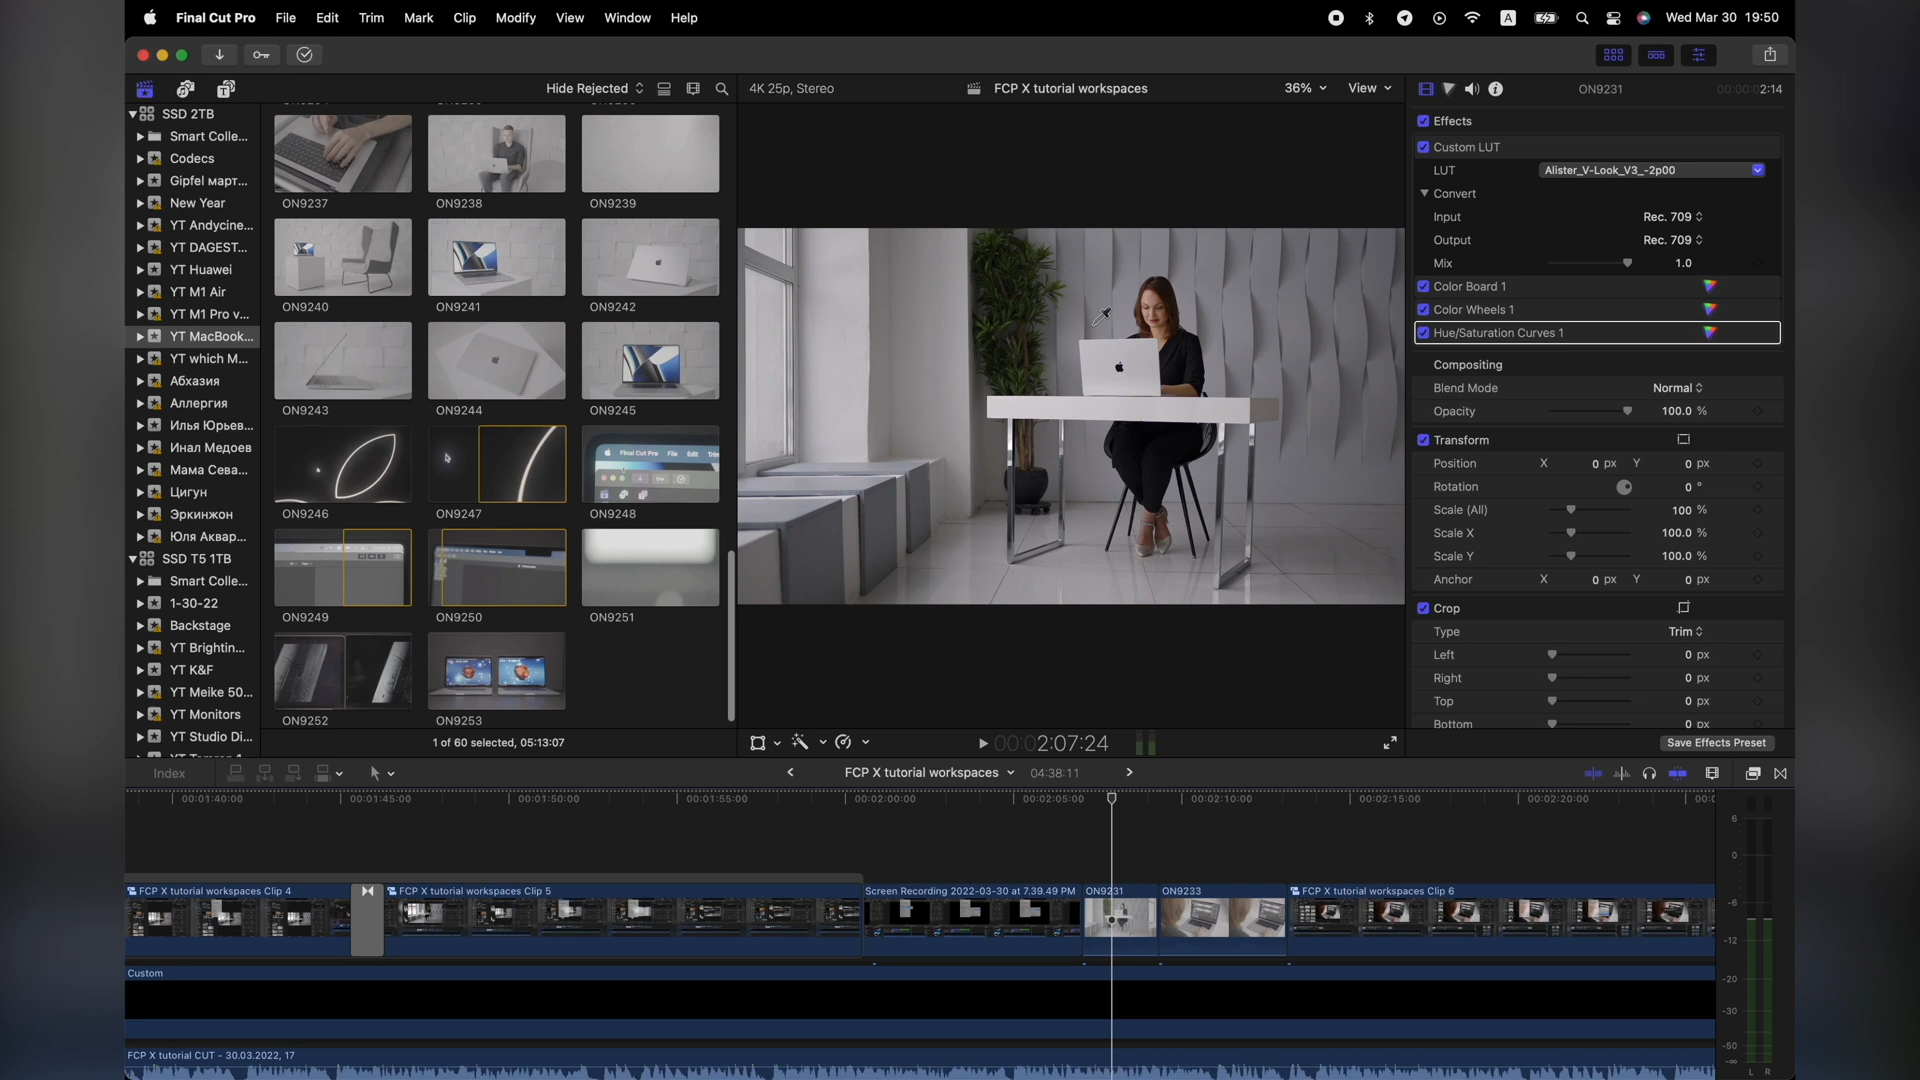 Final Cut Pro File Edit Trim Mark Clip Modify View Window Help
A Wed Mar 30 19:50
Hide Rejected
4K 25p, Stereo
FCP X tutorial workspaces
36% View
ON9231 00:00:02:14
SSD 2TB
Smart Colle...
Codecs
Gipfel март...
New Year
YT Andycine...
YT DAGEST...
YT Huawei
YT M1 Air
YT M1 Pro v...
YT MacBook...
YT which M...
Абхазия
Аллергия
Илья Юрьев...
Инал Медоев
Мама Сева...
Цигун
Эркинжон
Юля Аквар...
SSD T5 1TB
Smart Colle...
1-30-22
Backstage
YT Brightin...
YT K&F
YT Meike 50...
YT Monitors
YT Studio Di...
ON9237 ON9238 ON9239
ON9240 ON9241 ON9242
ON9243 ON9244 ON9245
Final Cut Pro File Edit Trim
ON9246 ON9247 ON9248
ON9249 ON9250 ON9251
ON9252 ON9253
1 of 60 selected, 05:13:07
Effects
Custom LUT
LUT Alister_V-Look_V3_-2p00
Convert
Input Rec. 709
Output Rec. 709
Mix 1.0
Color Board 1
Color Wheels 1
Hue/Saturation Curves 1
Compositing
Blend Mode Normal
Opacity 100.0 %
Transform
Position X 0 px Y 0 px
Rotation 0 °
Scale (All) 100 %
Scale X 100.0 %
Scale Y 100.0 %
Anchor X 0 px Y 0 px
Crop
Type Trim
Left 0 px
Right 0 px
Top 0 px
Bottom 0 px
00:00:2:07:24
Save Effects Preset
Index
FCP X tutorial workspaces 04:38:11
00:01:40:00 00:01:45:00 00:01:50:00 00:01:55:00 00:02:00:00 00:02:05:00 00:02:10:00 00:02:15:00 00:02:20:00
FCP X tutorial workspaces Clip 4
FCP X tutorial workspaces Clip 5
Screen Recording 2022-03-30 at 7.39.49 PM
ON9231
ON9233
FCP X tutorial workspaces Clip 6
Custom
FCP X tutorial CUT - 30.03.2022, 17
6
0
-6
-12
-20
-30
-50
-∞
L R